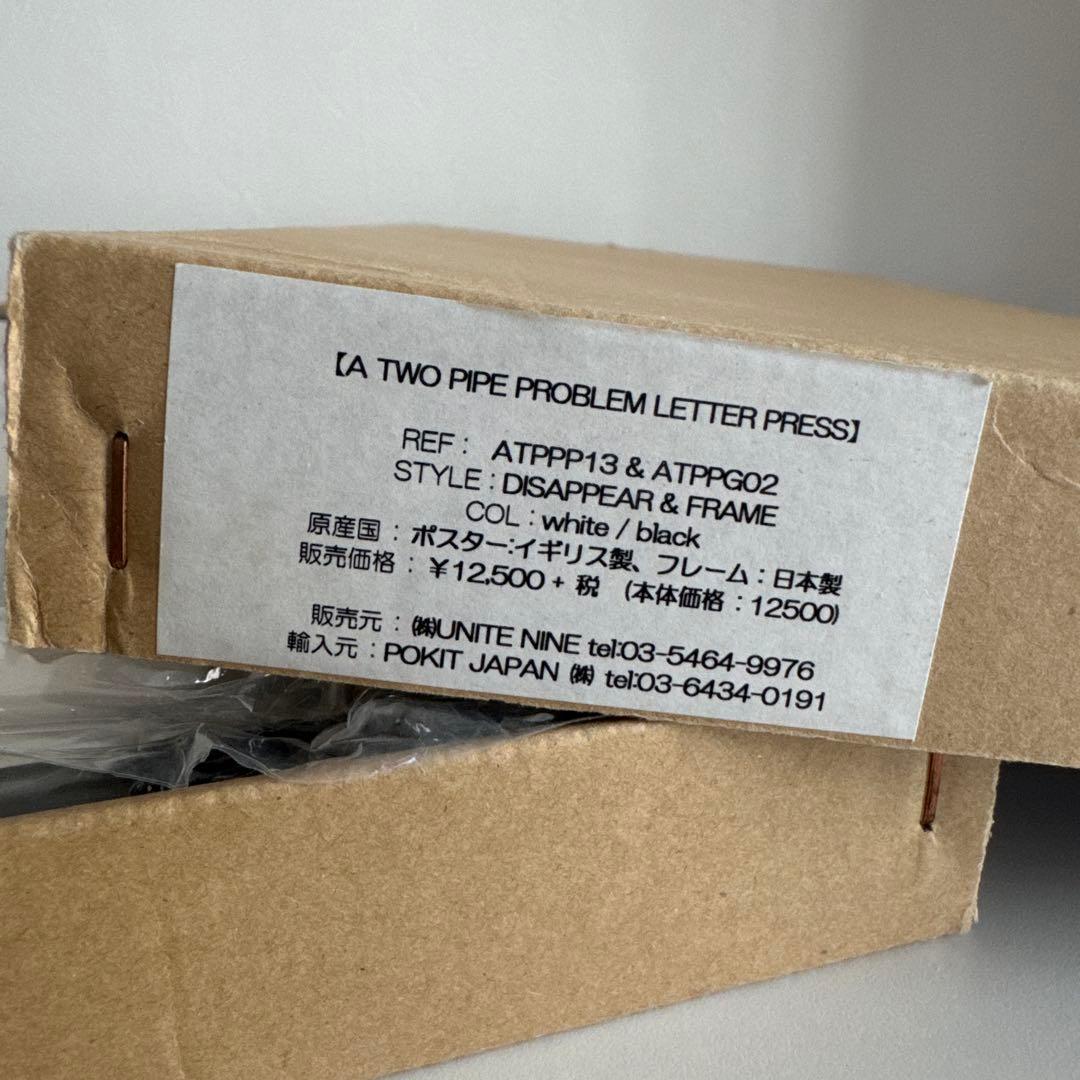 【A TWO PIPE PROBLEM LETTER PRESS】
REF : ATPPP13 & ATPPG02
STYLE : DISAPPEAR & FRAME
COL : white / black
原産国 : ポスター:イギリス製、フレーム : 日本製
販売価格 : ¥12,500 + 税 (本体価格 : 12500)
販売元 : ㈱UNITE NINE tel:03-5464-9976
輸入元 : POKIT JAPAN ㈱ tel:03-6434-0191